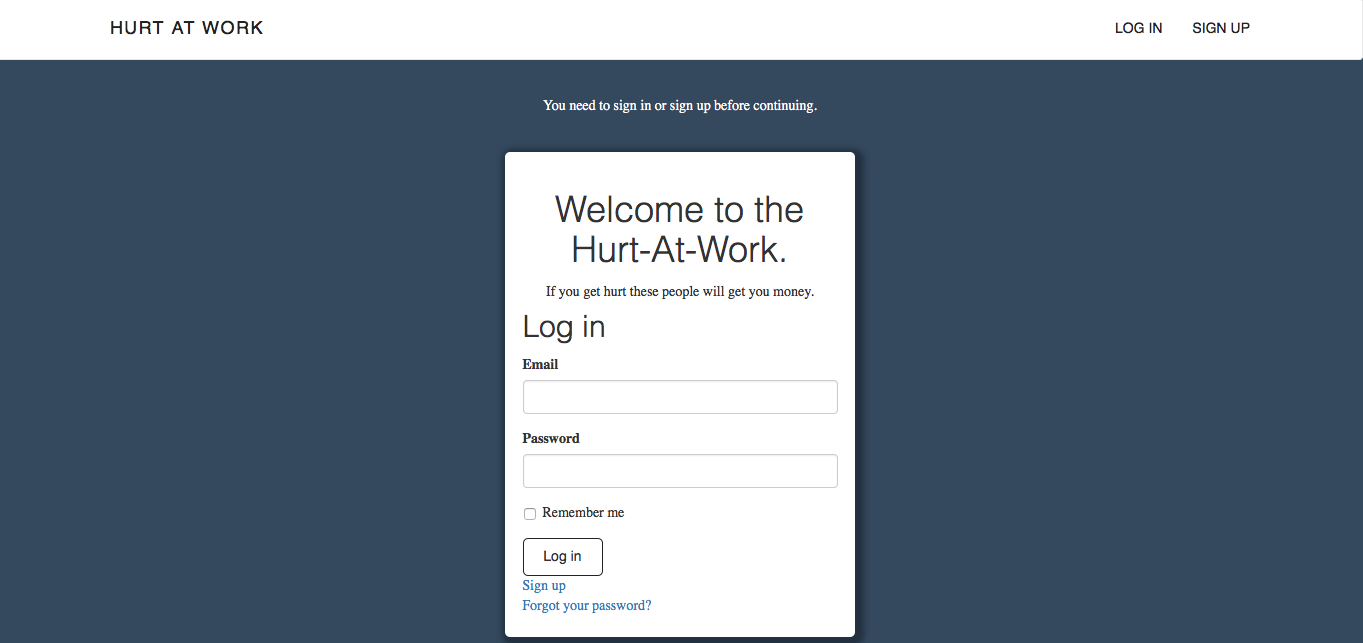 HURT AT WORK
LOG IN
SIGN UP
You need to sign in or sign up before continuing.
Welcome to the
Hurt-At-Work.
If you get hurt these people will get you money.
Log in
Email
Password
Remember me
Log in
Sign up
Forgot your password?